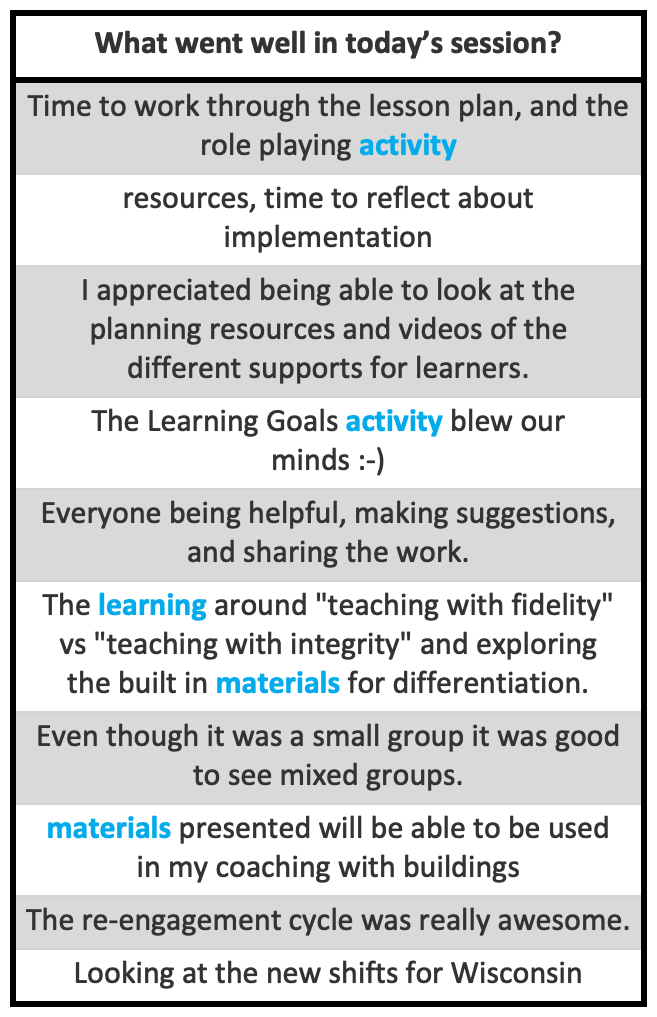 What went well in today’s session?
Time to work through the lesson plan, and the
role playing activity
resources, time to reflect about
implementation
I appreciated being able to look at the
planning resources and videos of the
different supports for learners.
The Learning Goals activity blew our
minds :-)
Everyone being helpful, making suggestions,
and sharing the work.
The learning around "teaching with fidelity"
vs "teaching with integrity" and exploring
the built in materials for differentiation.
Even though it was a small group it was good
to see mixed groups.
materials presented will be able to be used
in my coaching with buildings
The re-engagement cycle was really awesome.
Looking at the new shifts for Wisconsin